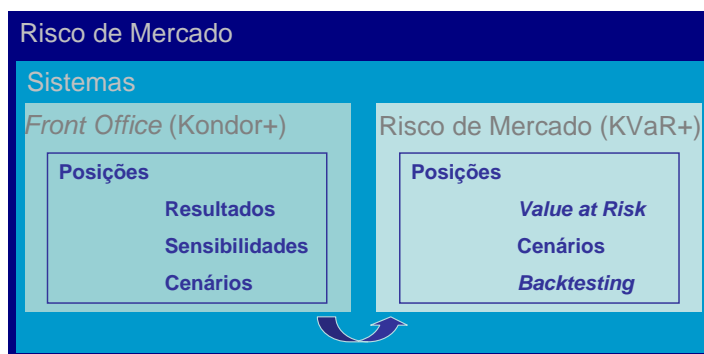 Risco de Mercado
Sistemas
Front Office (Kondor+)
Posições
Resultados
Sensibilidades
Cenários
Risco de Mercado (KVaR+)
Posições
Value at Risk
Cenários
Backtesting